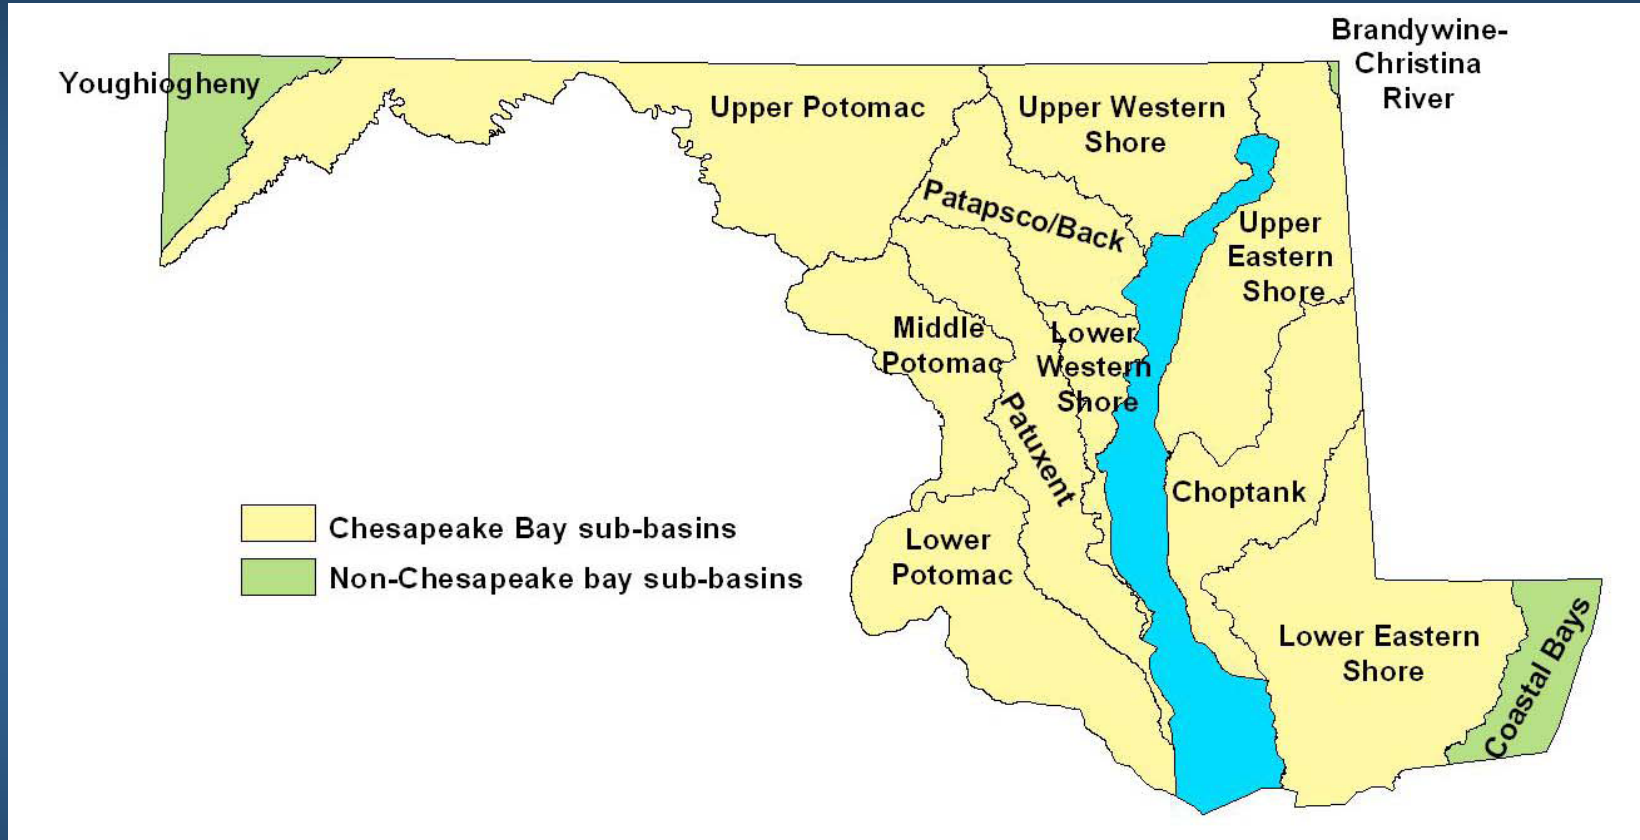 Brandywine-
Christina
River
Youghiogheny
Upper Potomac
Upper Western
Shore
Patapsco/Back
Upper
Eastern
Shore
Middle
Potomac
Lower
Western
Shore
Patuxent
Choptank
Chesapeake Bay sub-basins
Non-Chesapeake bay sub-basins
Lower
Potomac
Lower Eastern
Shore
Coastal Bays